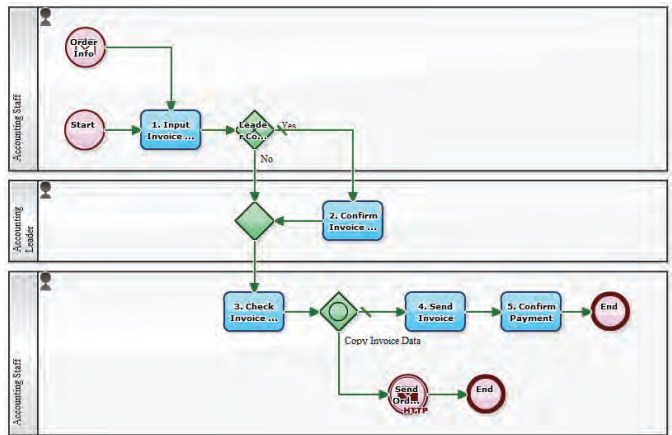 Accounting Staff
Order
Info
Start
1. Input
Invoice ...
Leade
r Co...
Yes
No
Accounting
Leader
2. Confirm
Invoice ...
Accounting Staff
3. Check
Invoice ...
Copy Invoice Data
4. Send
Invoice
5. Confirm
Payment
End
Send
Ord...
HTTP
End